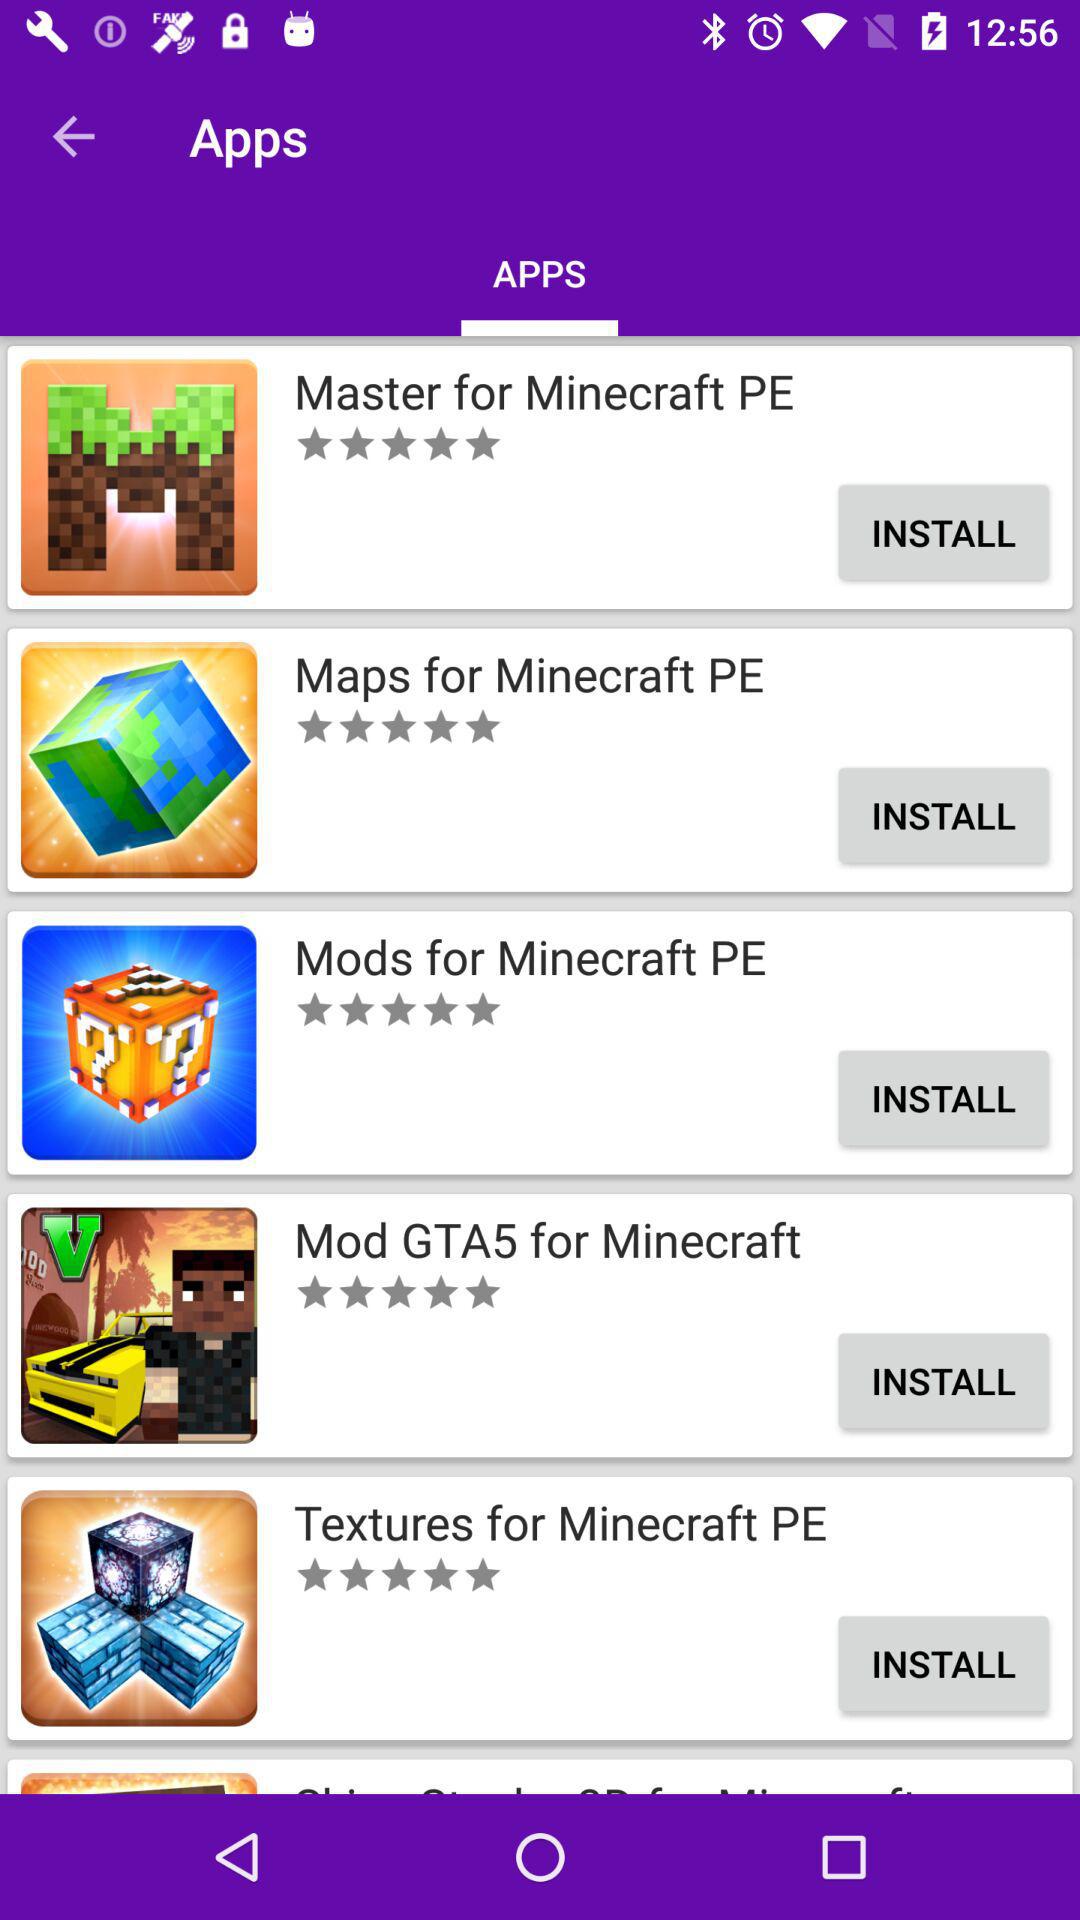 FAKE
12:56
Apps
APPS
Master for Minecraft PE
INSTALL
Maps for Minecraft PE
INSTALL
Mods for Minecraft PE
INSTALL
V
Mod GTA5 for Minecraft
INSTALL
Textures for Minecraft PE
INSTALL